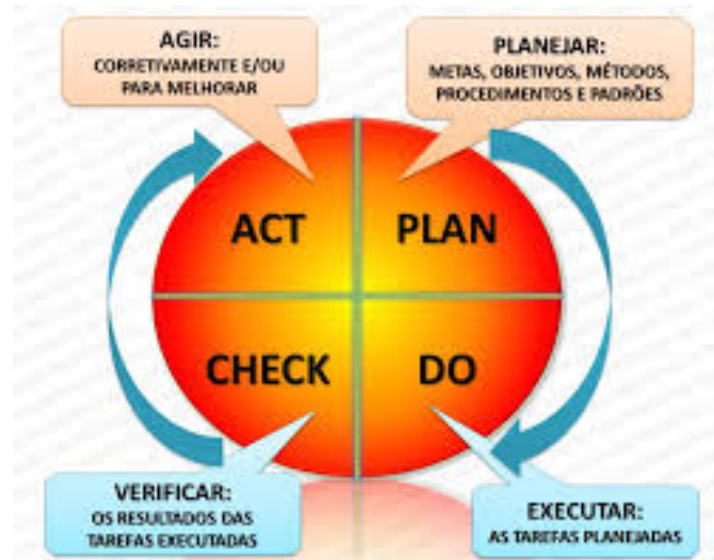 AGIR:
CORRETIVAMENTE E/OU
PARA MELHORAR
PLANEJAR:
METAS, OBJETIVOS, MÉTODOS,
PROCEDIMENTOS E PADRÕES
ACT
PLAN
CHECK
DO
VERIFICAR:
OS RESULTADOS DAS
TAREFAS EXECUTADAS
EXECUTAR:
AS TAREFAS PLANEJADAS